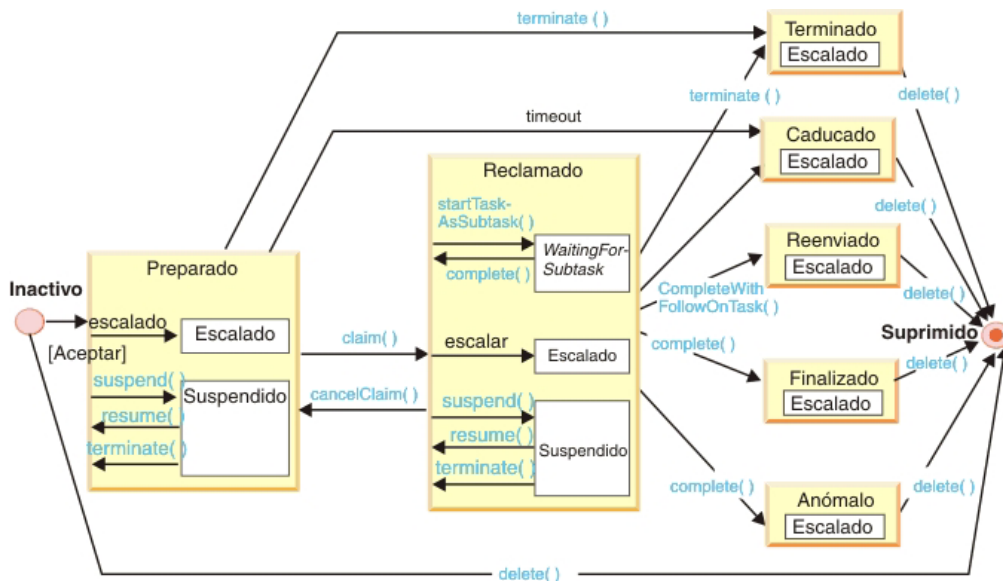 terminate ( )
Terminado
Escalado
terminate ( )
delete( )
timeout
Caducado
Escalado
Reclamado
startTask-
AsSubtask( )
WaitingFor-
Subtask
complete( )
delete( )
Reenviado
Escalado
CompleteWith
FollowOnTask( )
delete( )
Preparado
Inactivo
escalado
Escalado
[Aceptar]
claim( )
escalar
Escalado
complete( )
Suprimido
delete( )
Finalizado
Escalado
suspend( )
Suspendido
resume( )
terminate( )
cancelClaim( )
suspend( )
resume( )
Suspendido
terminate( )
complete( )
Anómalo
Escalado
delete( )
delete( )